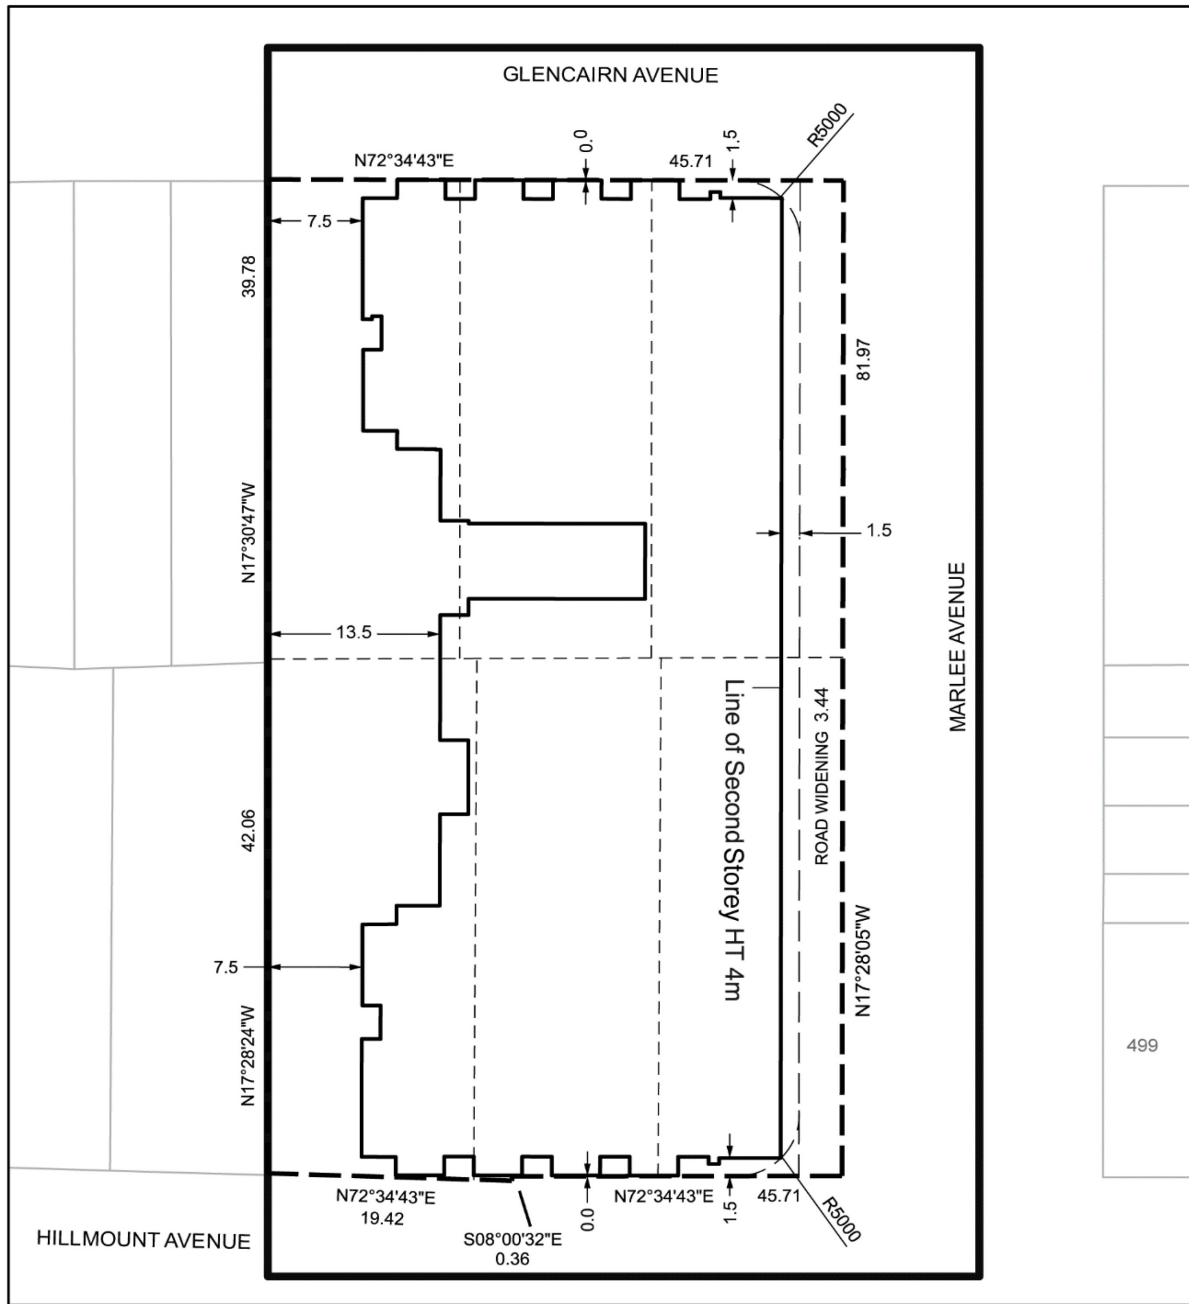 GLENCAIRN AVENUE
R5000
0.0
1.5
N72°34'43"E
45.71
7.5
39.78
81.97
N17°30'47"W
1.5
MARLEE AVENUE
13.5
Line of Second Storey HT 4m
ROAD WIDENING 3.44
42.06
N17°28'05"W
7.5
N17°28'24"W
499
N72°34'43"E
19.42
N72°34'43"E
45.71
0.0
1.5
R5000
S08°00'32"E
0.36
HILLMOUNT AVENUE